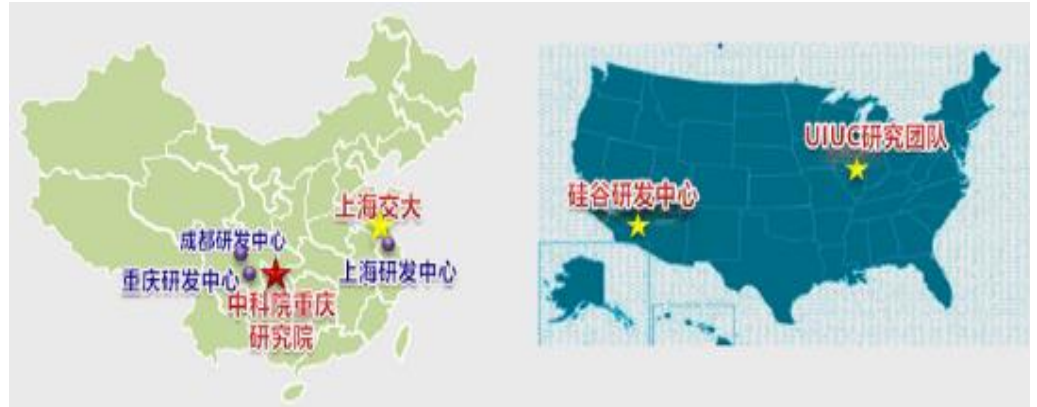 上海交大
成都研发中心
重庆研发中心
上海研发中心
中科院重庆
研究院
UIUC研究团队
硅谷研发中心